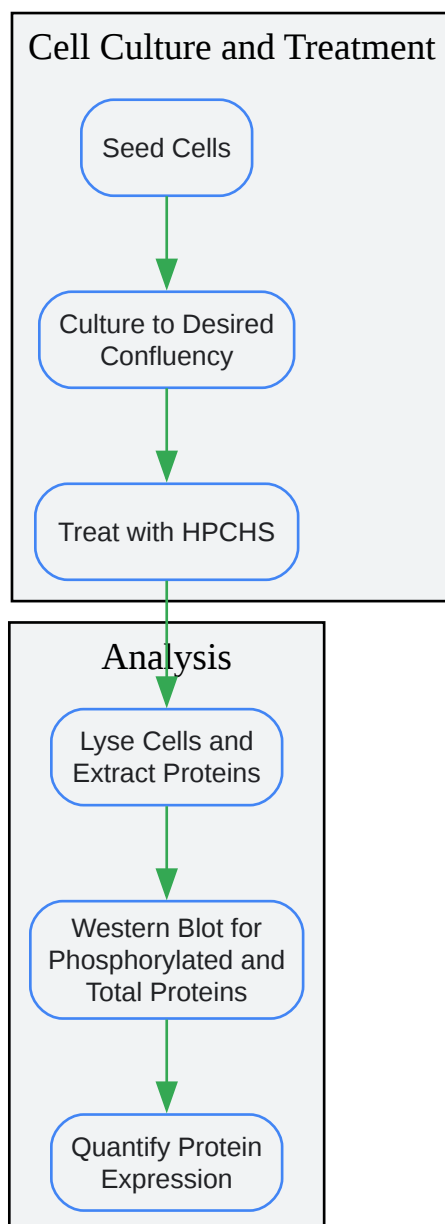 Cell Culture and Treatment
Seed Cells
Culture to Desired
Confluency
Treat with HPCHS
Analysis
Lyse Cells and
Extract Proteins
Western Blot for
Phosphorylated and
Total Proteins
Quantify Protein
Expression